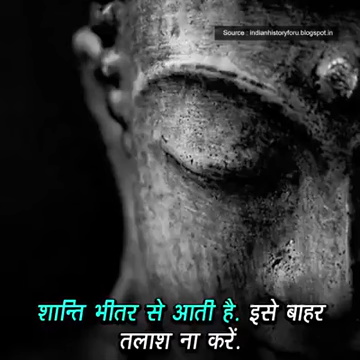 Source : indianhistoryforu.blogspot.in
शान्ति भीतर से आती है. इसे बाहर
तलाश ना करें.